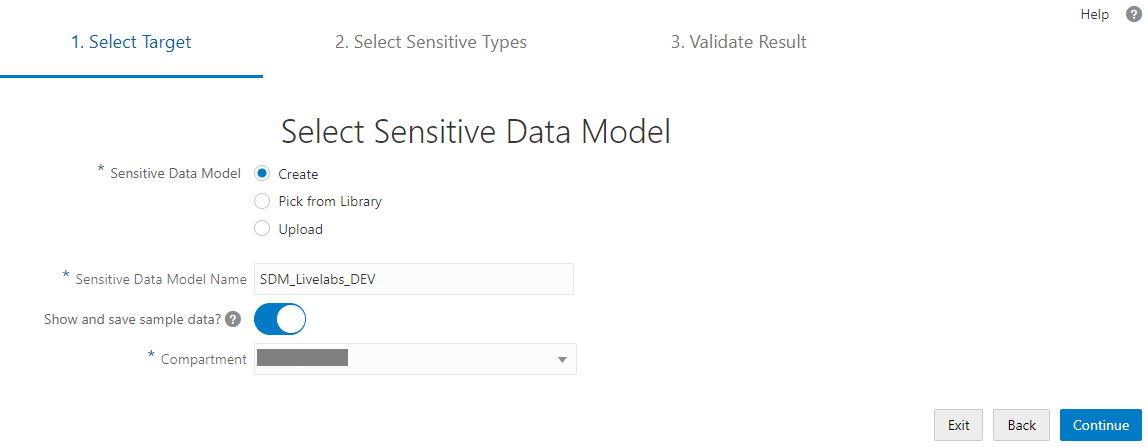 Help ?
1. Select Target 2. Select Sensitive Types 3. Validate Result
Select Sensitive Data Model
* Sensitive Data Model Create
Pick from Library
Upload
* Sensitive Data Model Name SDM_Livelabs_DEV
Show and save sample data? ?
* Compartment
Exit Back Continue